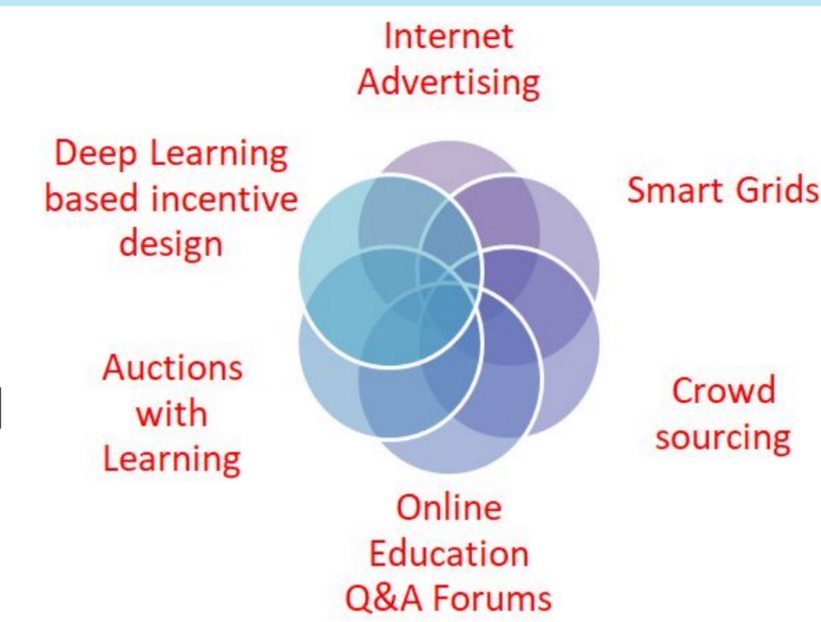 Internet
Advertising
Deep Learning
based incentive
design
Smart Grids
Auctions
with
Learning
Crowd
sourcing
Online
Education
Q&A Forums